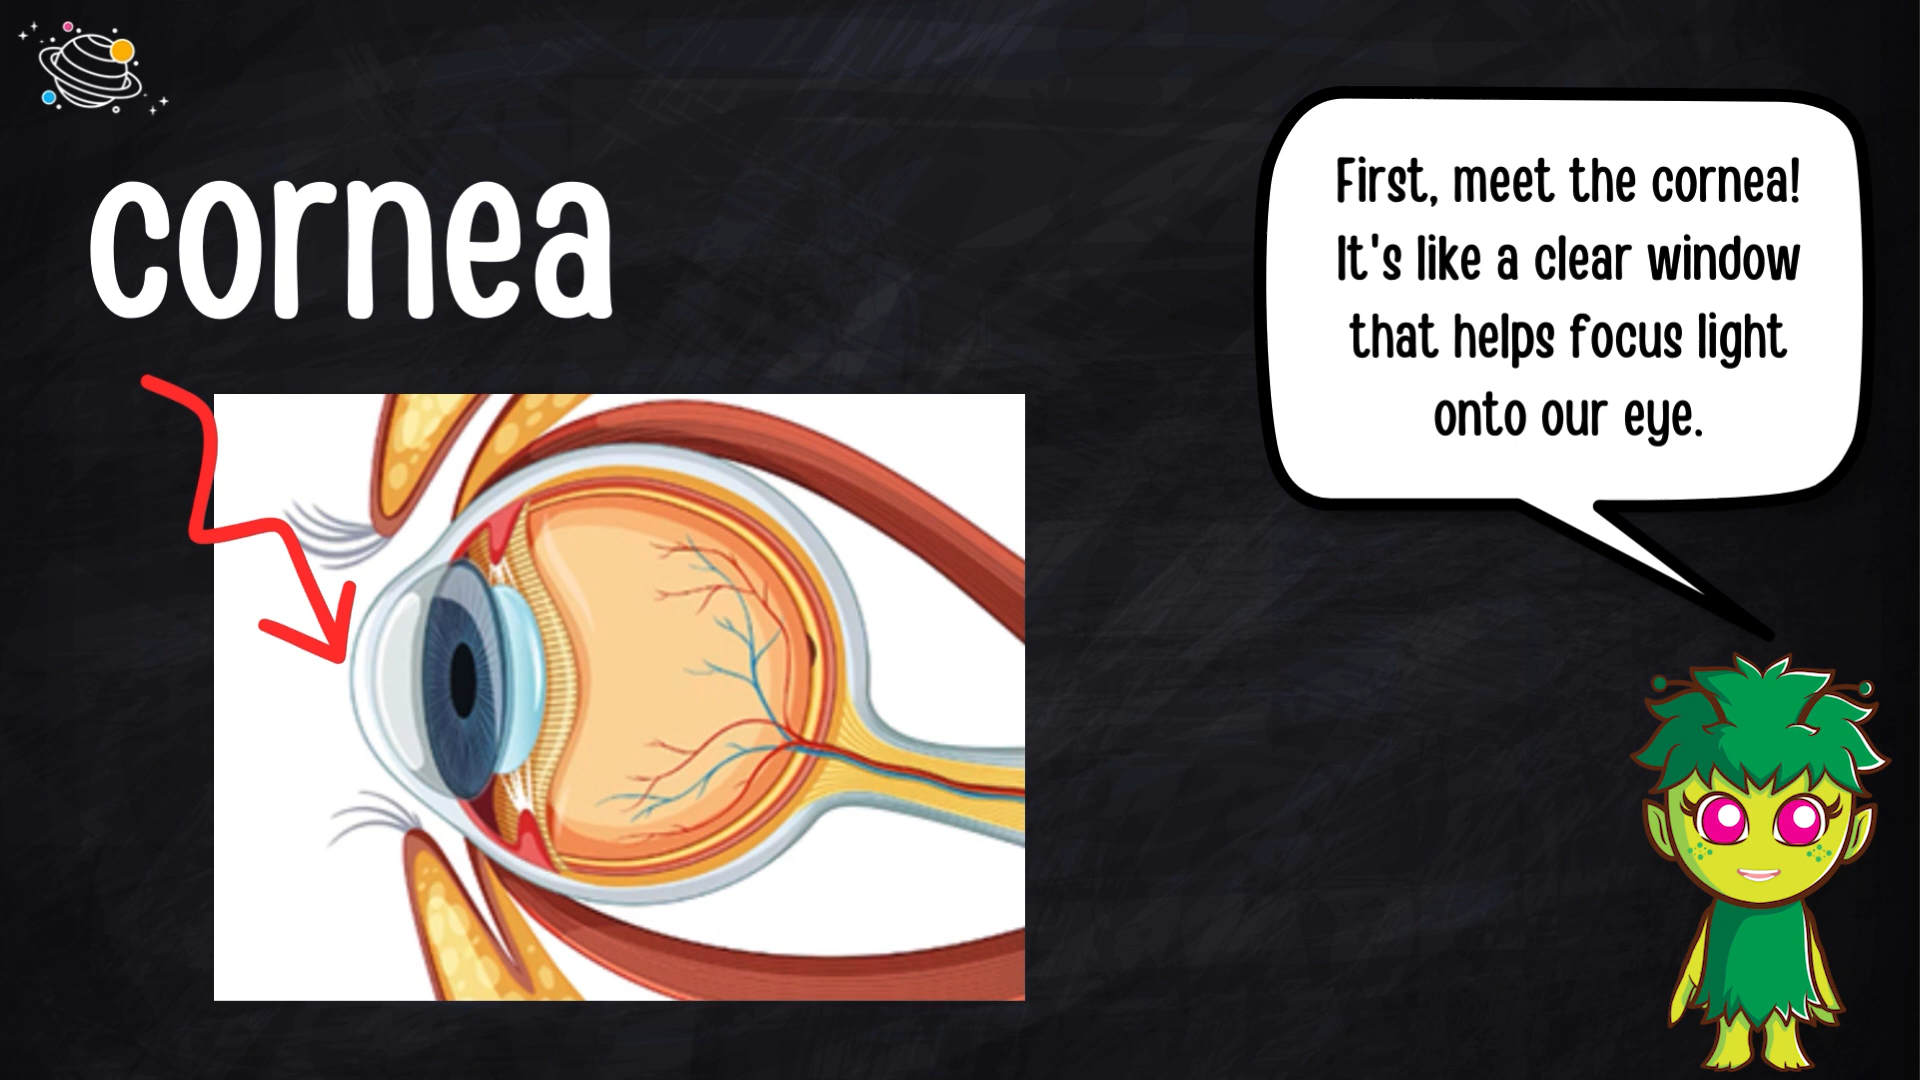 cornea
First, meet the cornea!
It's like a clear window
that helps focus light
onto our eye.